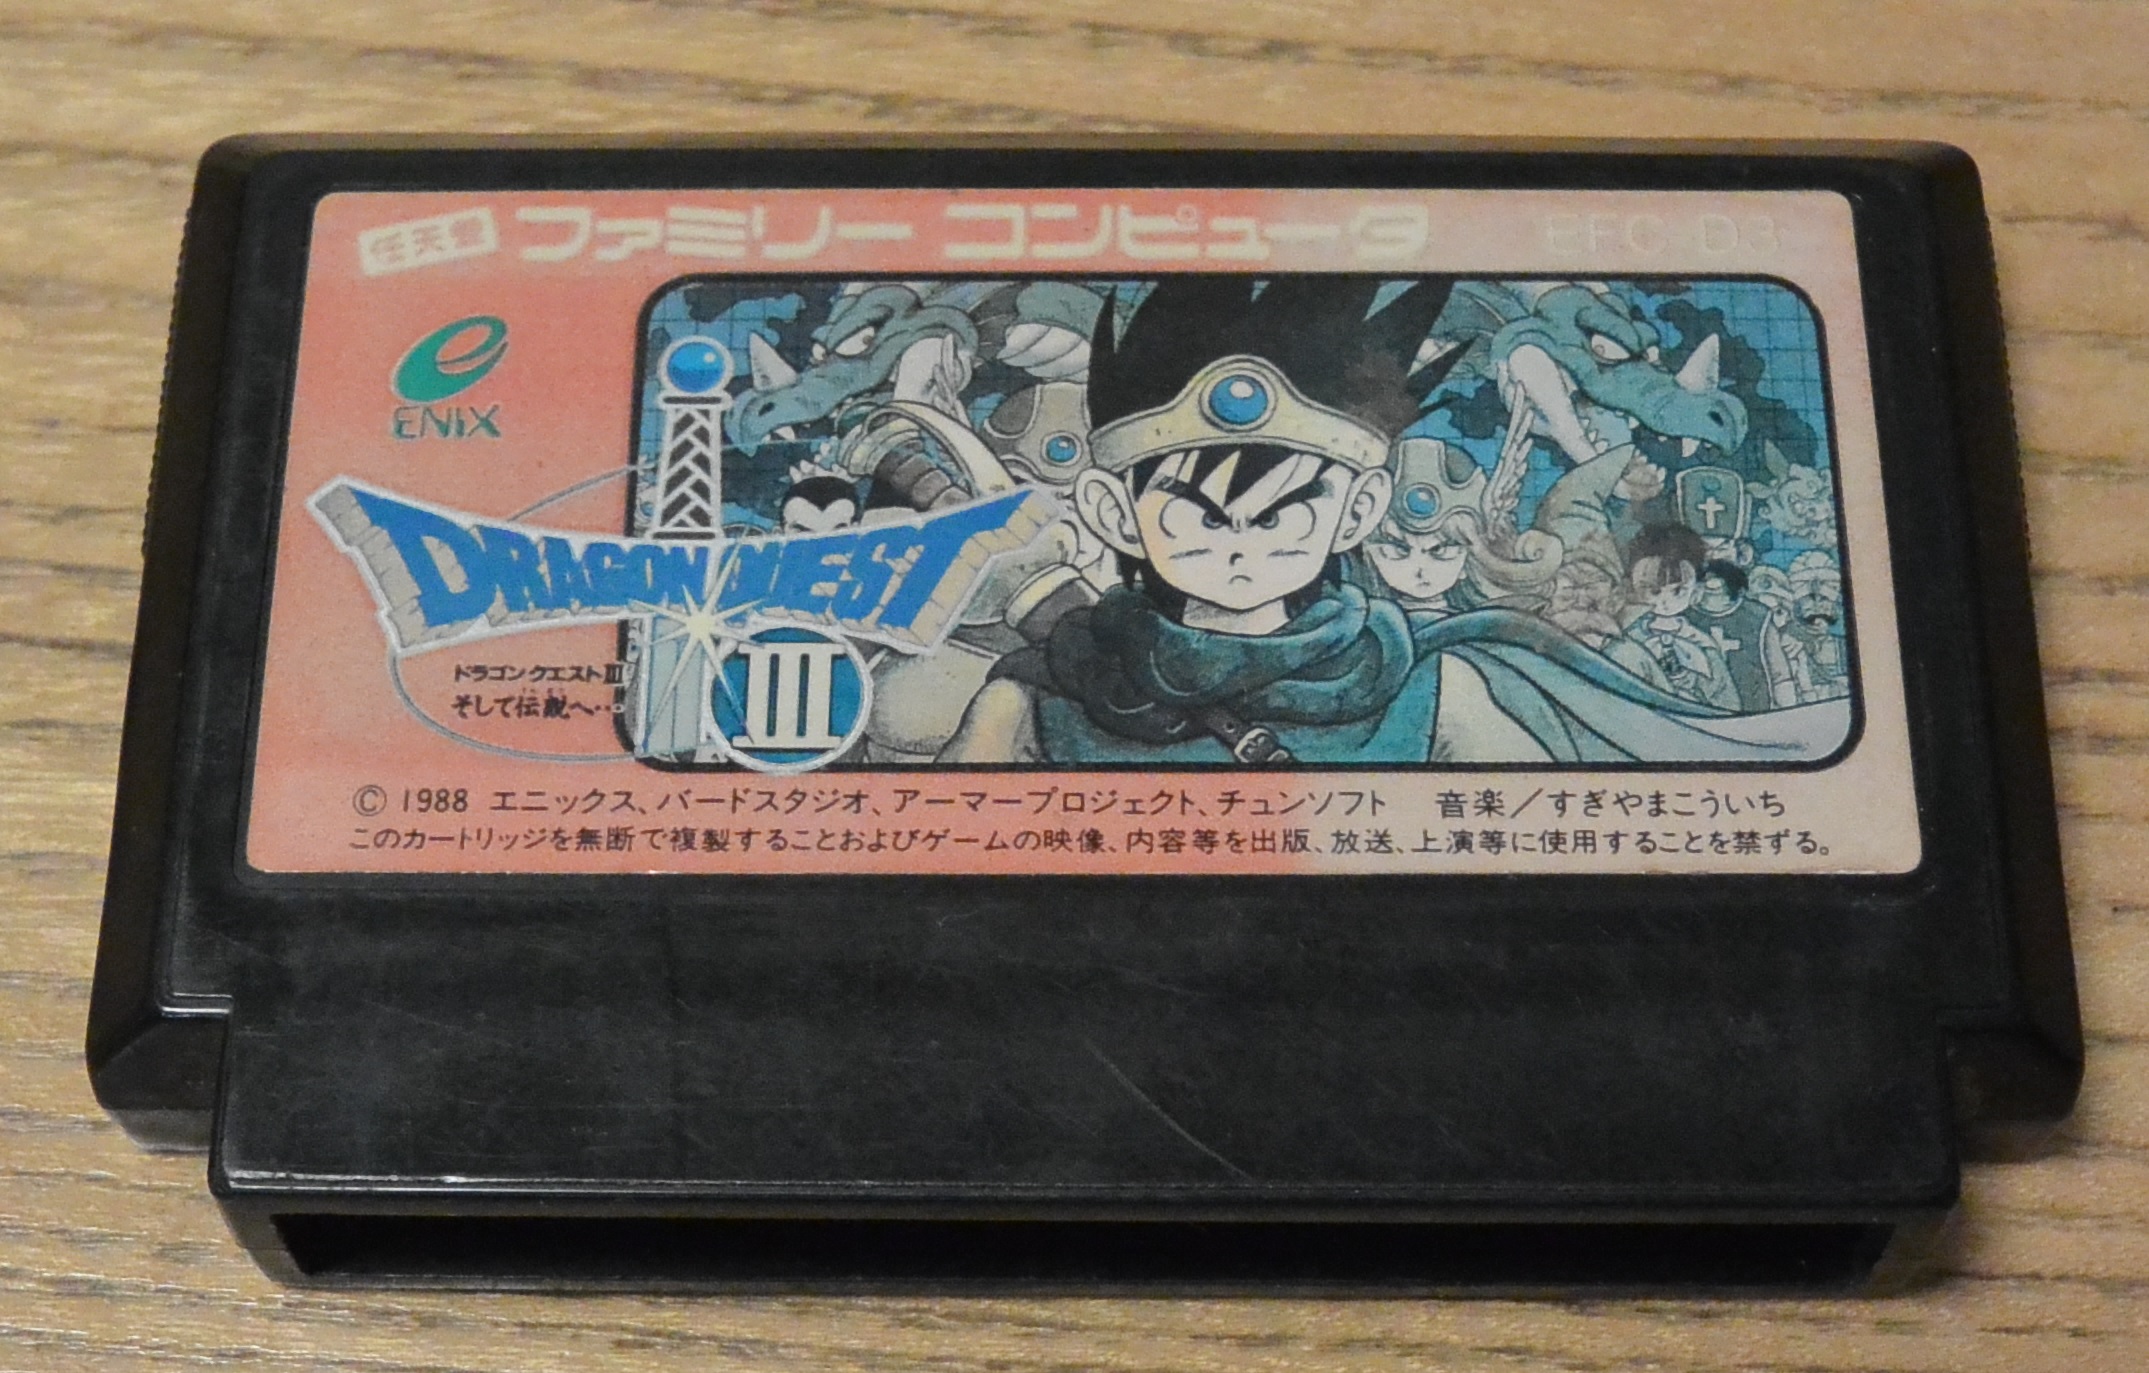 任天堂 ファミリー コンピュータ EFC-D3
ENIX
DRAGON QUEST
III
ドラゴンクエストIII
そして伝説へ…
でんせつ
© 1988 エニックス、バードスタジオ、アーマープロジェクト、チュンソフト 音楽／すぎやまこういち
このカートリッジを無断で複製することおよびゲームの映像、内容等を出版、放送、上演等に使用することを禁ずる。